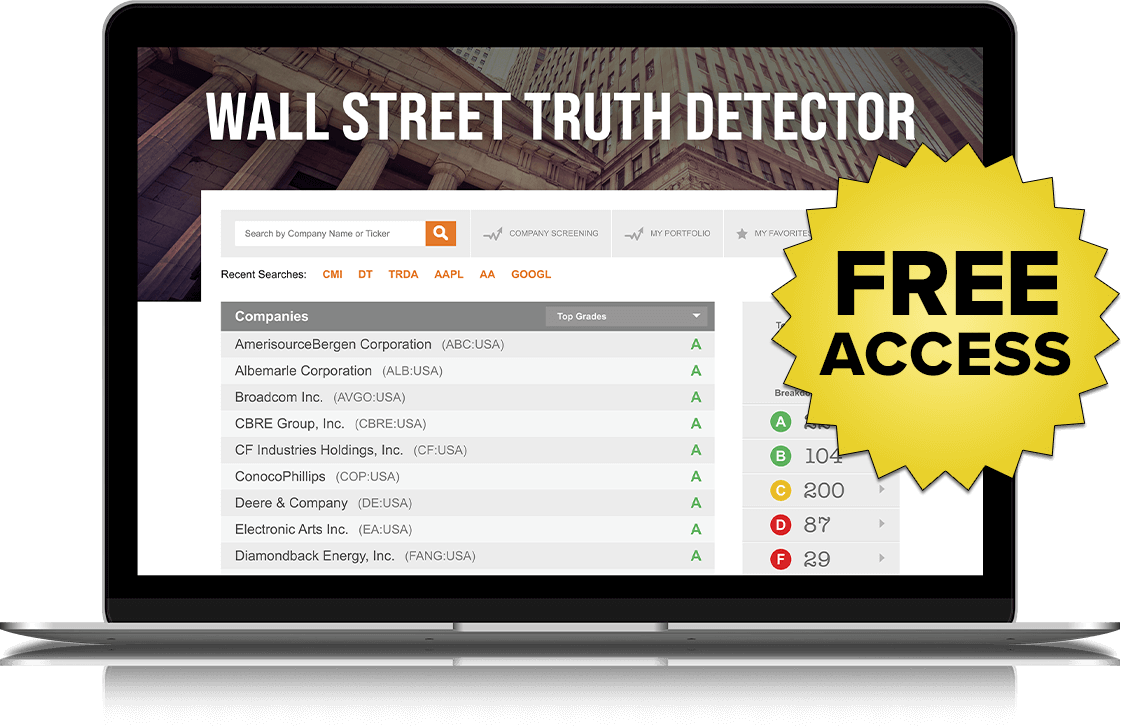 WALL STREET TRUTH DETECTOR
Search by Company Name or Ticker
COMPANY SCREENING
MY PORTFOLIO
MY FAVORITES
Recent Searches: CMI DT TRDA AAPL AA GOOGL
FREE
ACCESS
Companies Top Grades
AmerisourceBergen Corporation (ABC:USA) A
Albemarle Corporation (ALB:USA) A
Broadcom Inc. (AVGO:USA) A
CBRE Group, Inc. (CBRE:USA) A
CF Industries Holdings, Inc. (CF:USA) A
ConocoPhillips (COP:USA) A
Deere & Company (DE:USA) A
Electronic Arts Inc. (EA:USA) A
Diamondback Energy, Inc. (FANG:USA) A
A
B 104
C 200
D 87
F 29